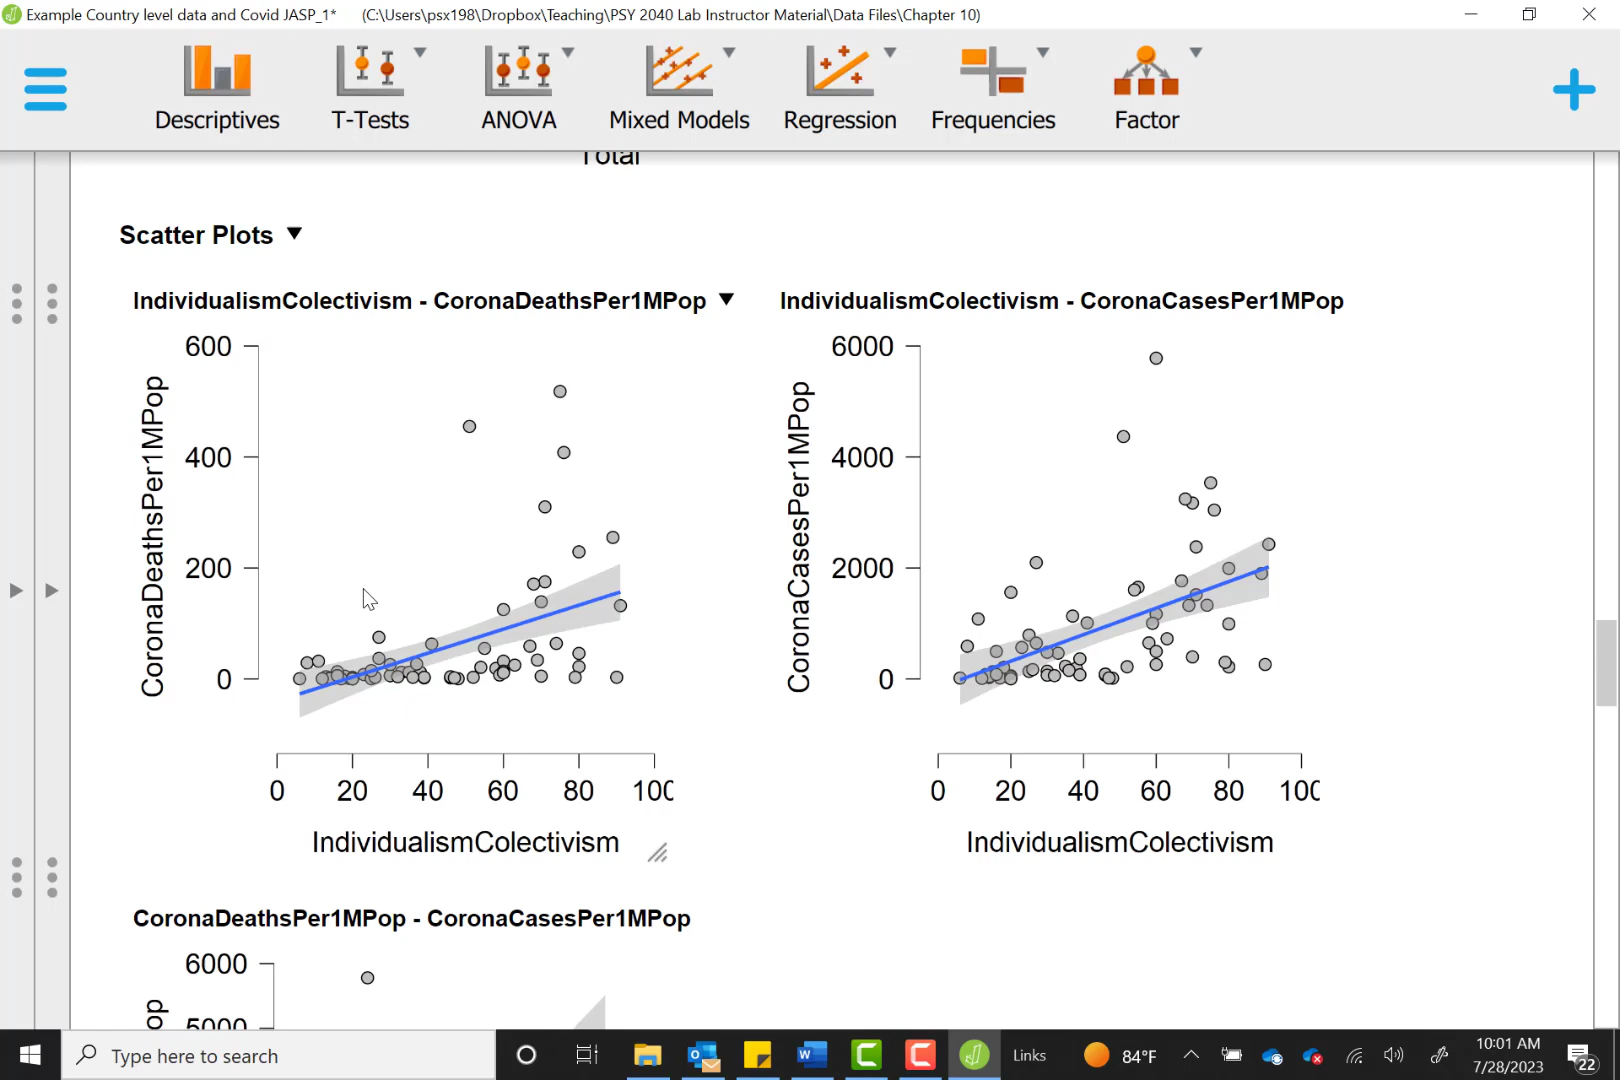 Example Country level data and Covid JASP_1* (C:\Users\psx198\Dropbox\Teaching\PSY 2040 Lab Instructor Material\Data Files\Chapter 10)
Descriptives T-Tests ANOVA Mixed Models Regression Frequencies Factor
Total
Scatter Plots
IndividualismColectivism - CoronaDeathsPer1MPop
600
400
200
0
CoronaDeathsPer1MPop
0 20 40 60 80 100
IndividualismColectivism
IndividualismColectivism - CoronaCasesPer1MPop
6000
4000
2000
0
CoronaCasesPer1MPop
0 20 40 60 80 100
IndividualismColectivism
CoronaDeathsPer1MPop - CoronaCasesPer1MPop
6000
5000
op
Type here to search
Links
84°F
10:01 AM
7/28/2023
22